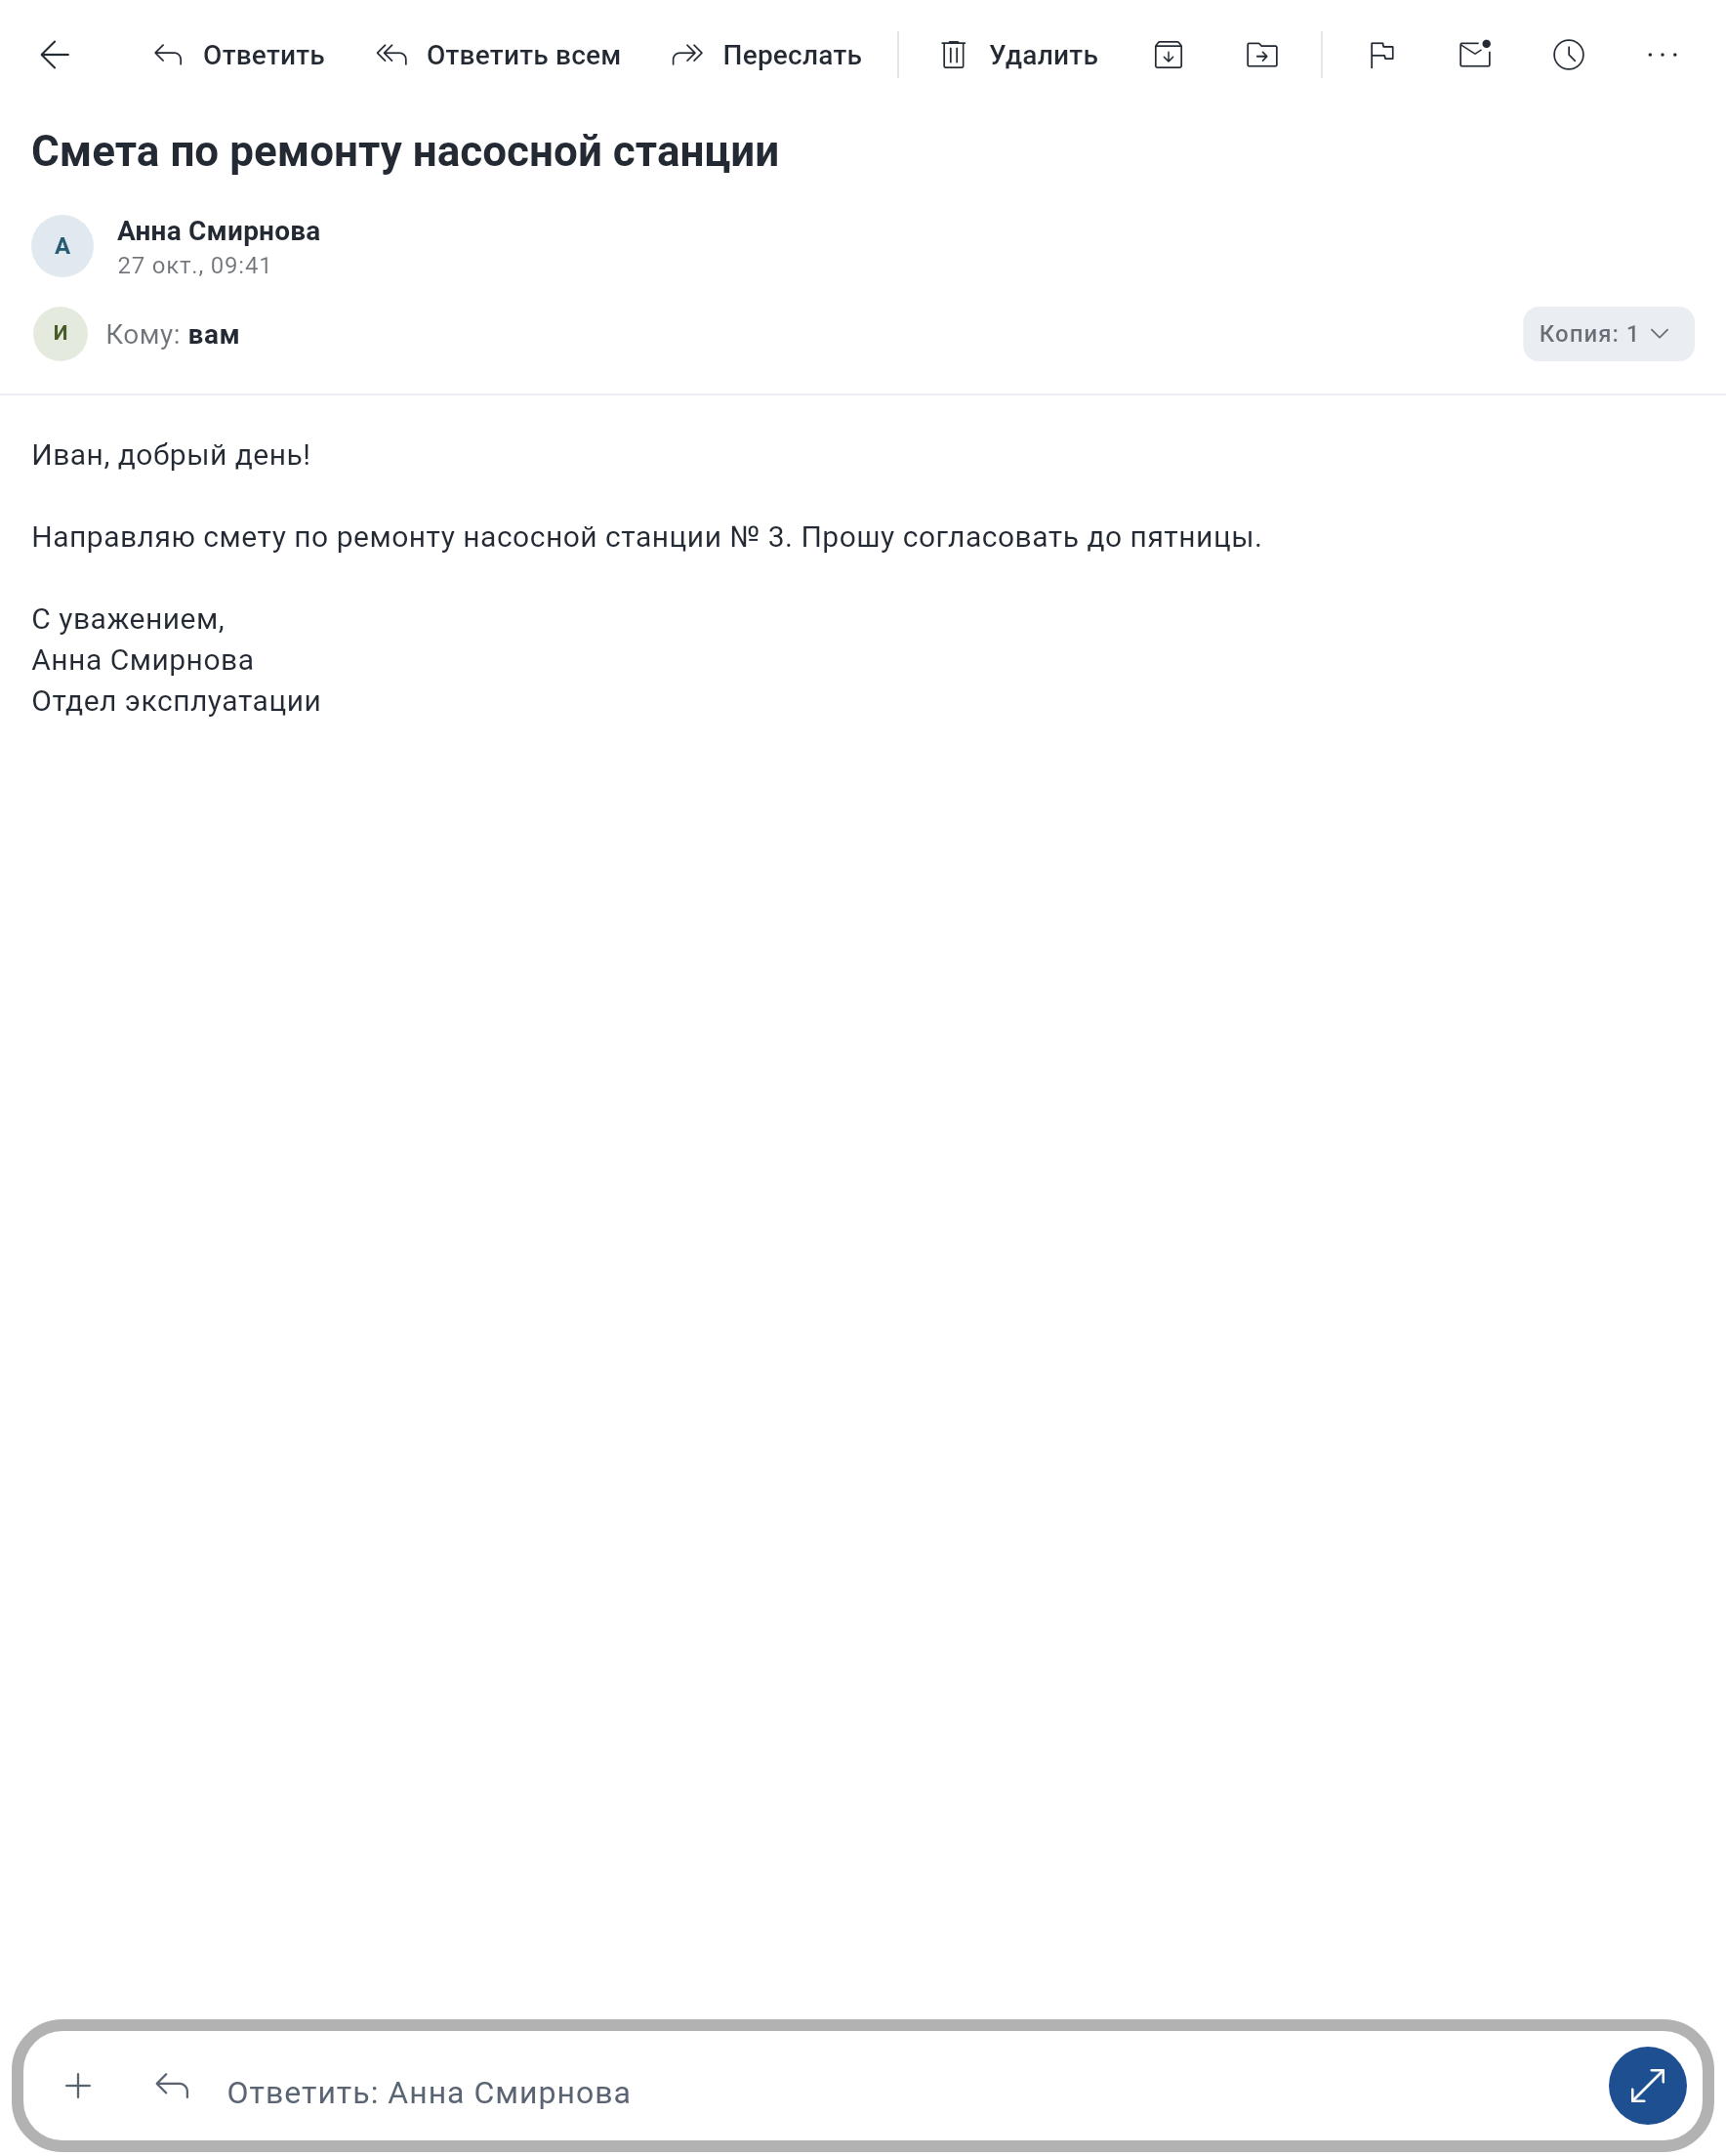 Ответить Ответить всем Переслать Удалить
Смета по ремонту насосной станции
А
Анна Смирнова
27 окт., 09:41
И
Кому: вам
Копия: 1
Иван, добрый день!
Направляю смету по ремонту насосной станции № 3. Прошу согласовать до пятницы.
С уважением,
Анна Смирнова
Отдел эксплуатации
Ответить: Анна Смирнова